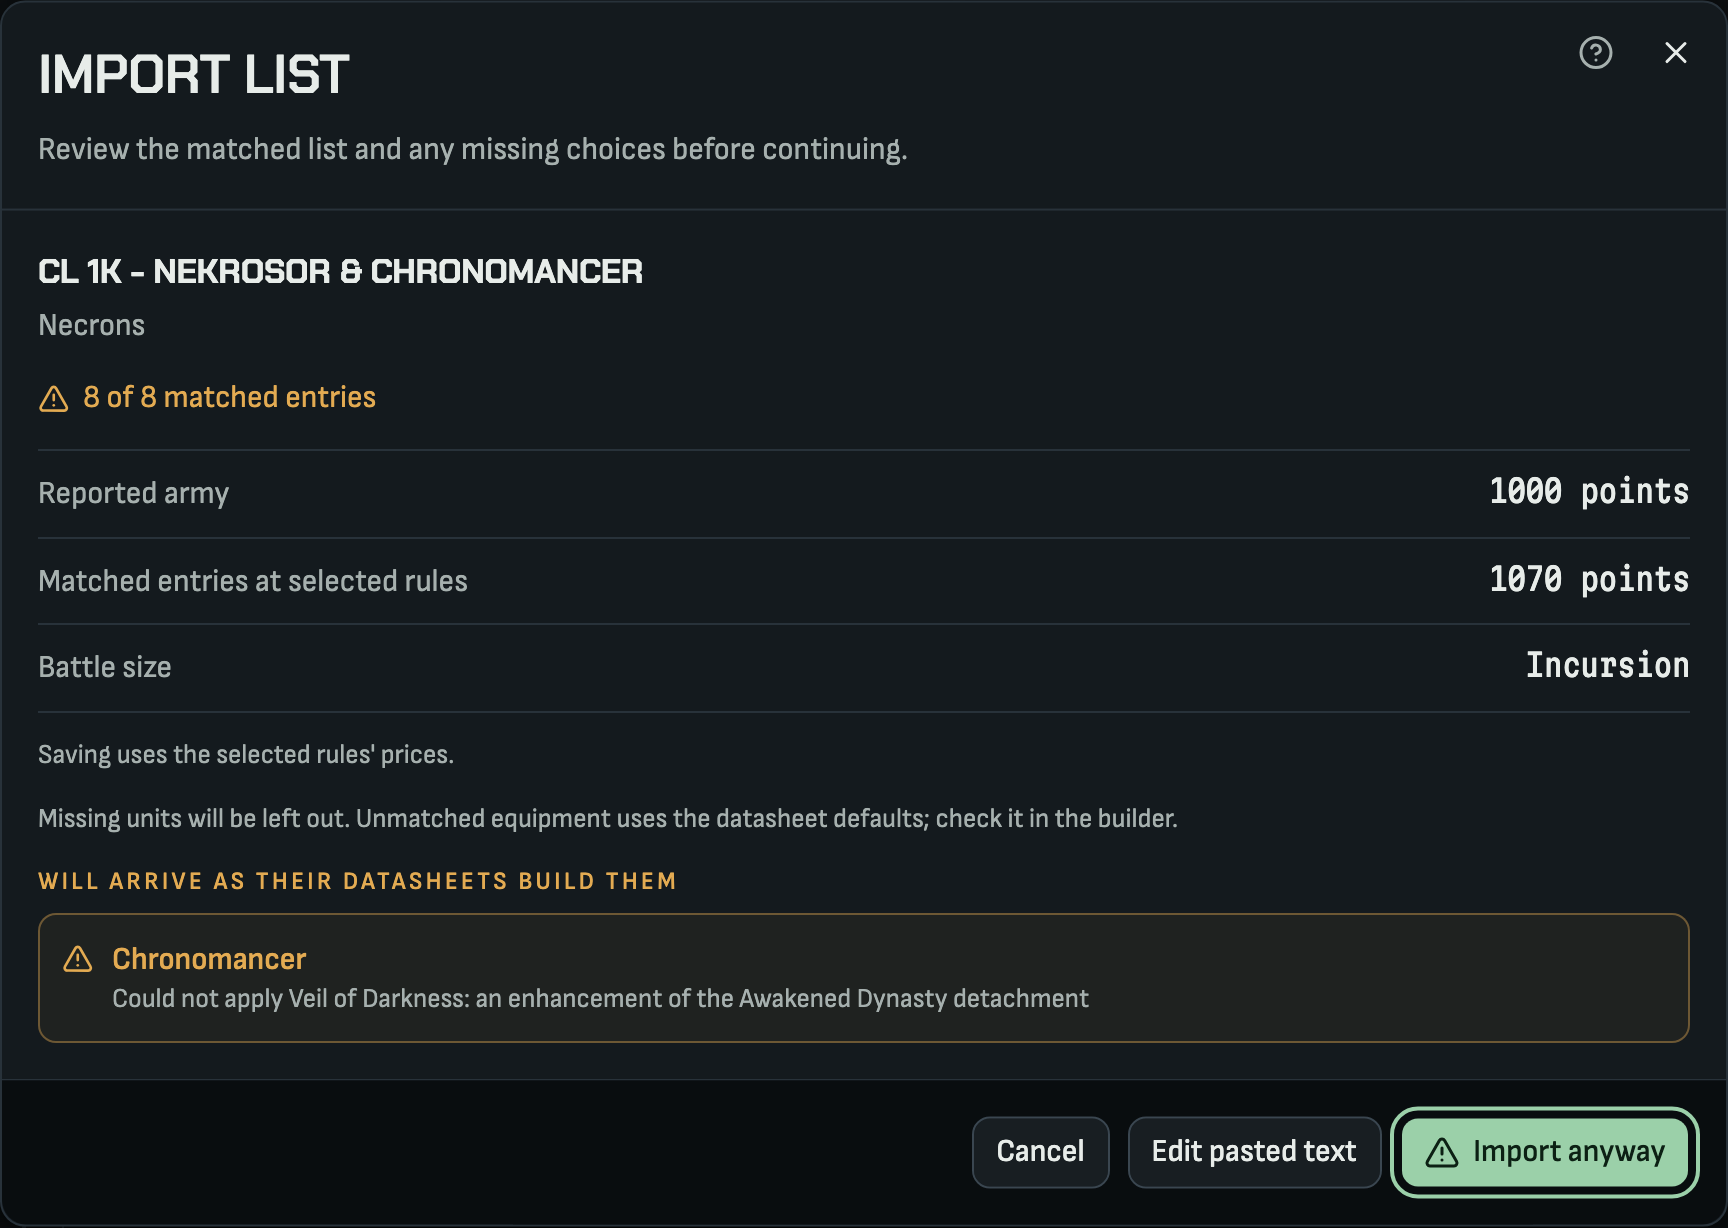 IMPORT LIST
Review the matched list and any missing choices before continuing.
CL 1K - NEKROSOR & CHRONOMANCER
Necrons
8 of 8 matched entries
Reported army 1000 points
Matched entries at selected rules 1070 points
Battle size Incursion
Saving uses the selected rules' prices.
Missing units will be left out. Unmatched equipment uses the datasheet defaults; check it in the builder.
WILL ARRIVE AS THEIR DATASHEETS BUILD THEM
Chronomancer
Could not apply Veil of Darkness: an enhancement of the Awakened Dynasty detachment
Cancel Edit pasted text Import anyway